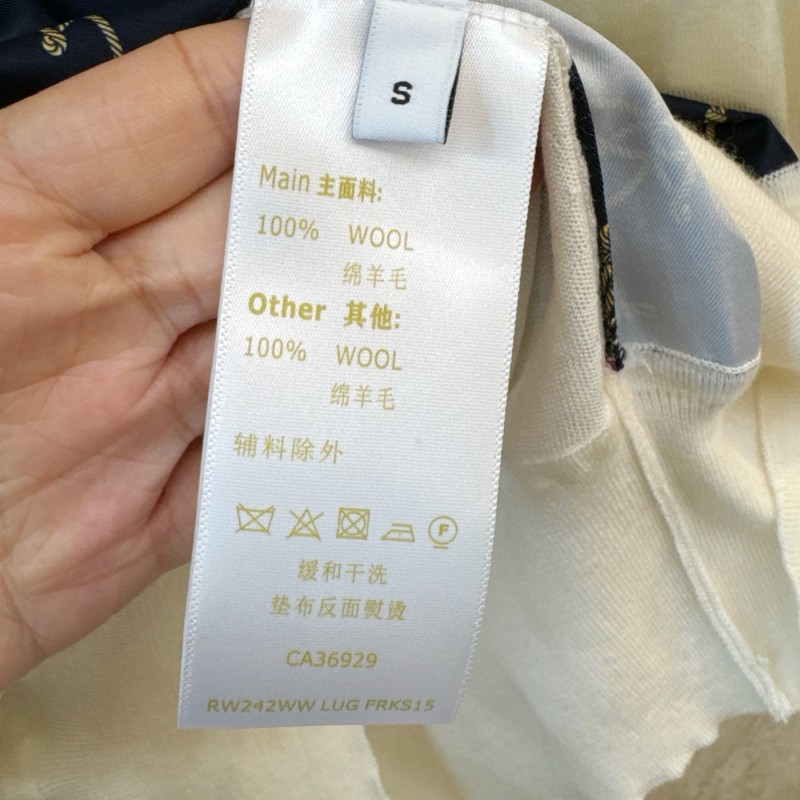 S
Main 主面料:
100% WOOL
绵羊毛
Other 其他:
100% WOOL
绵羊毛
辅料除外
F
缓和干洗
垫布反面熨烫
CA36929
RW242WW LUG FRKS15